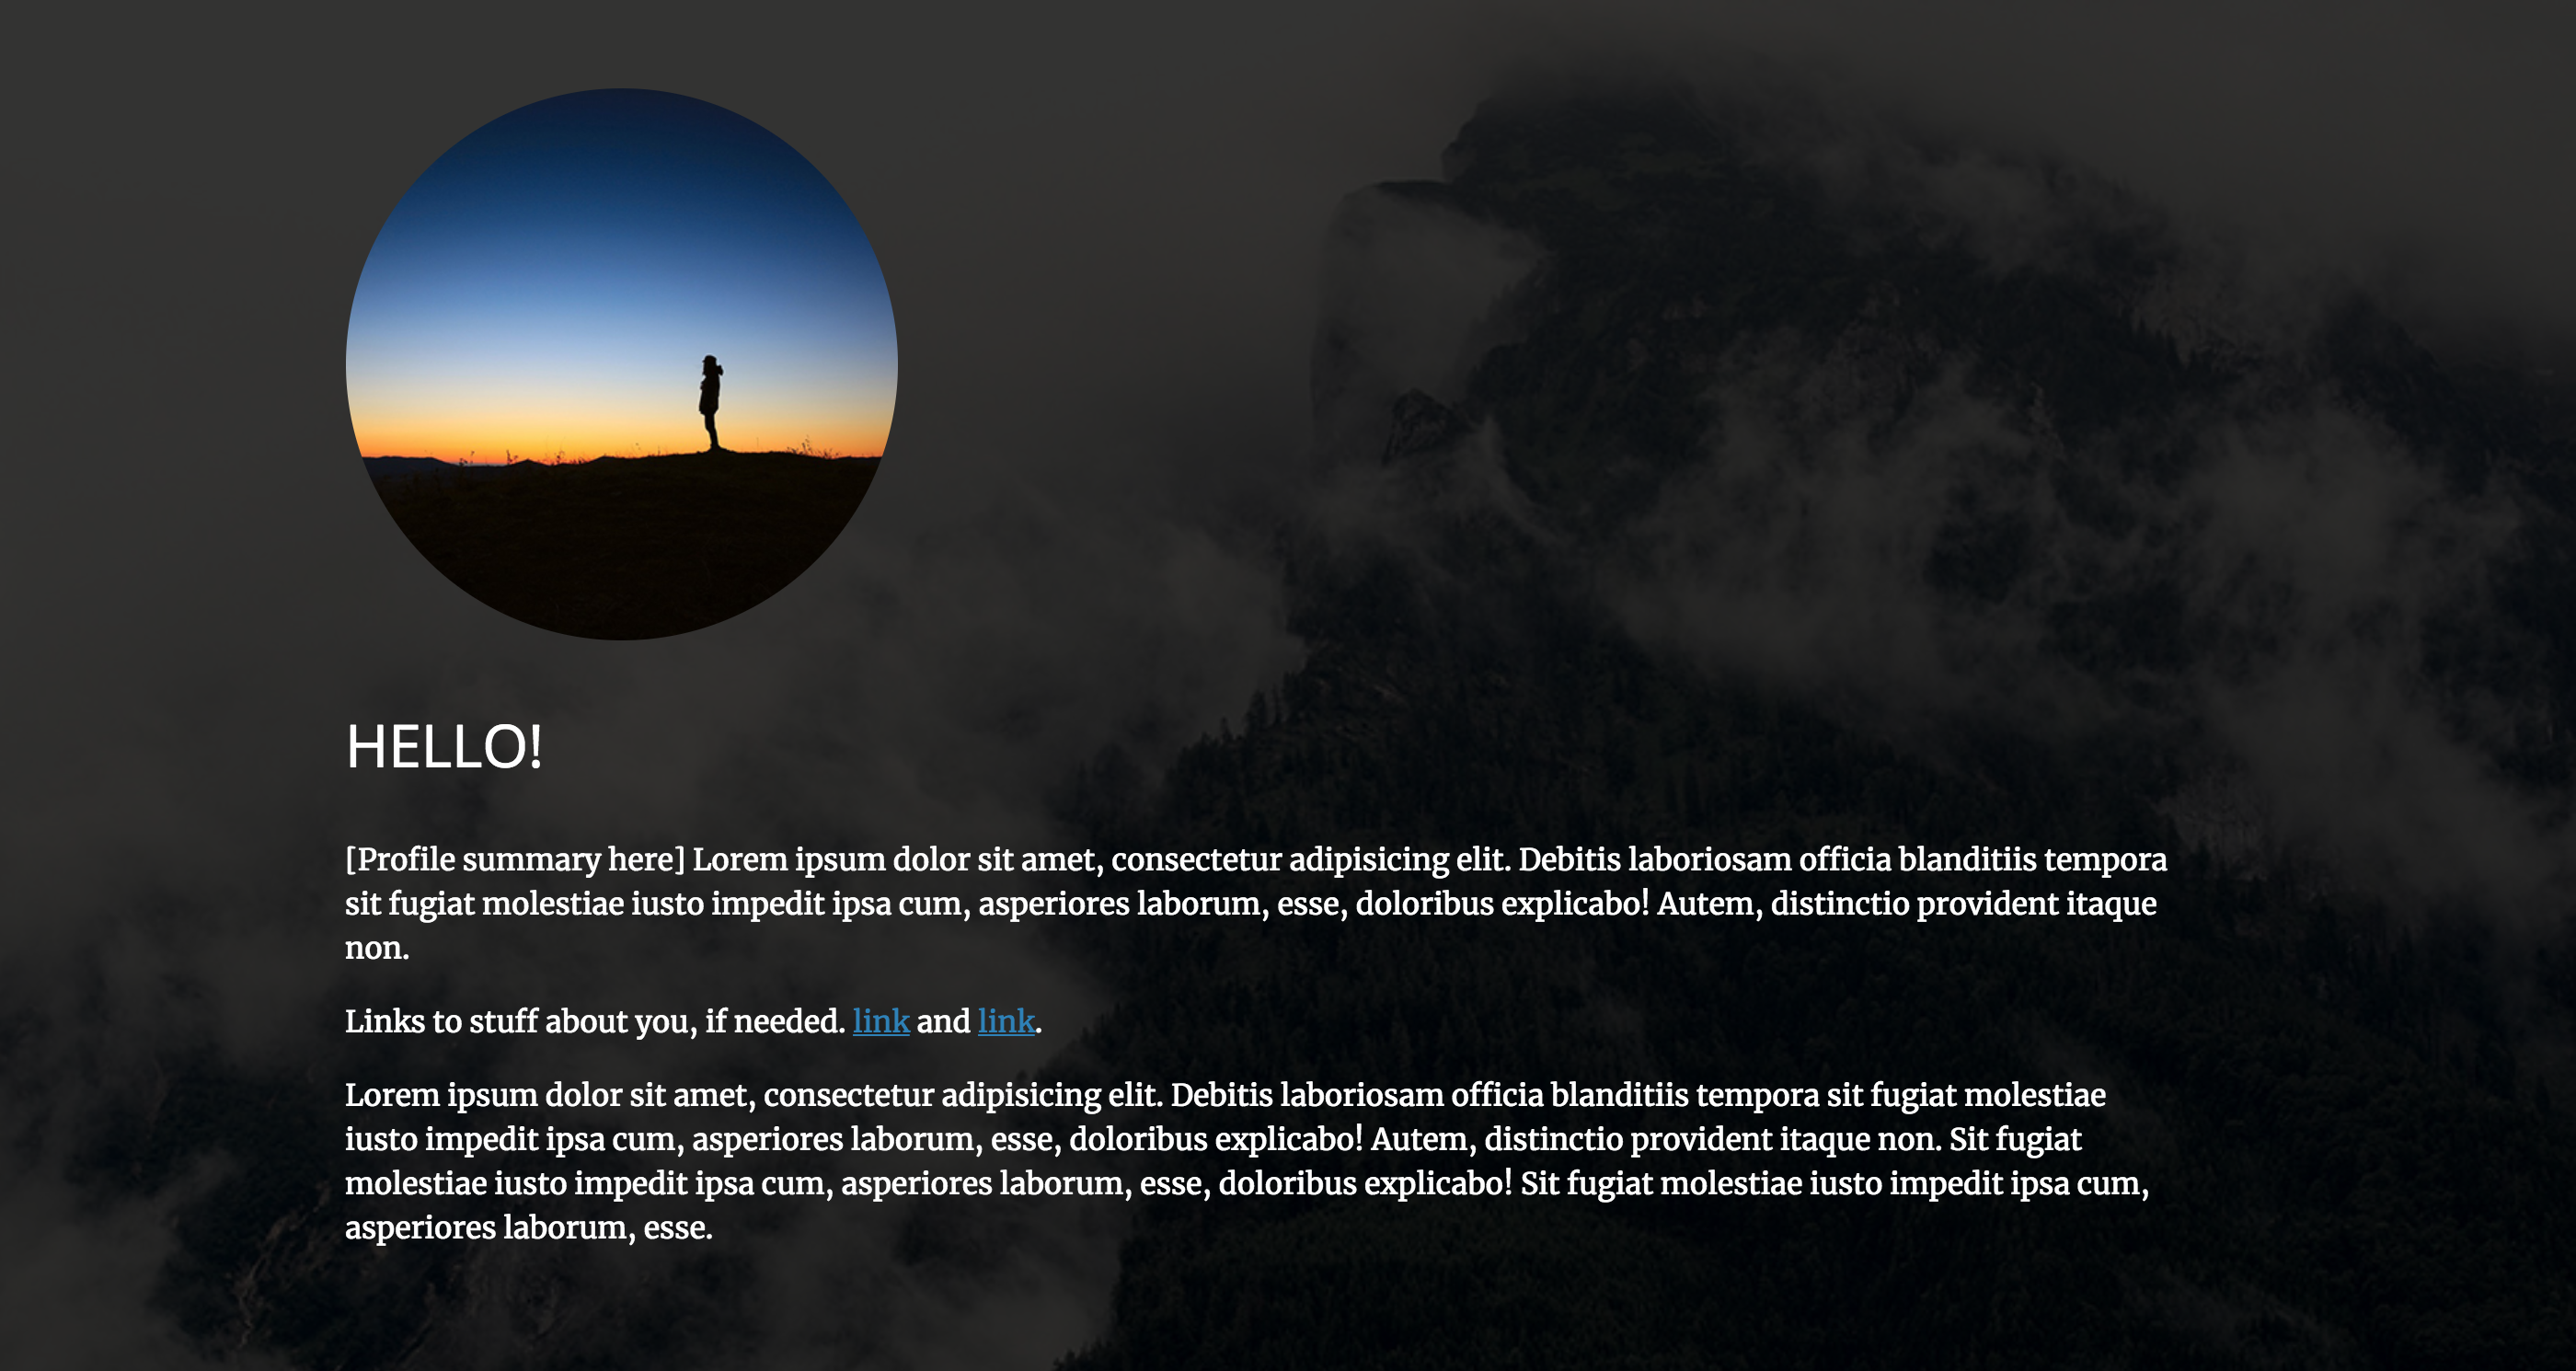 HELLO!
[Profile summary here] Lorem ipsum dolor sit amet, consectetur adipisicing elit. Debitis laboriosam officia blanditiis tempora
sit fugiat molestiae iusto impedit ipsa cum, asperiores laborum, esse, doloribus explicabo! Autem, distinctio provident itaque
non.
Links to stuff about you, if needed. link and link.
Lorem ipsum dolor sit amet, consectetur adipisicing elit. Debitis laboriosam officia blanditiis tempora sit fugiat molestiae
iusto impedit ipsa cum, asperiores laborum, esse, doloribus explicabo! Autem, distinctio provident itaque non. Sit fugiat
molestiae iusto impedit ipsa cum, asperiores laborum, esse, doloribus explicabo! Sit fugiat molestiae iusto impedit ipsa cum,
asperiores laborum, esse.